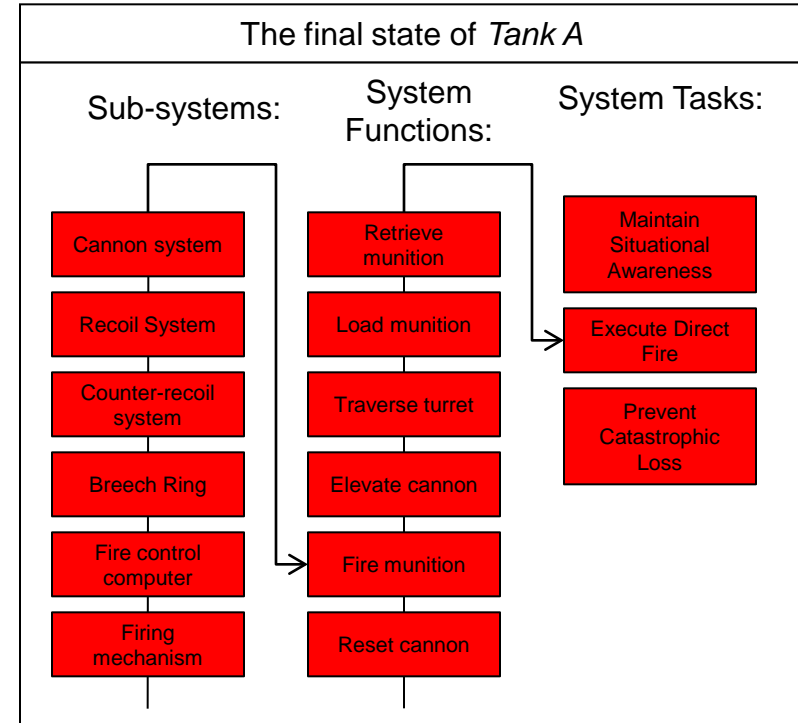 The final state of Tank A
Sub-systems:
System
Functions:
System Tasks:
Cannon system
Recoil System
Counter-recoil
system
Breech Ring
Fire control
computer
Firing
mechanism
Retrieve
munition
Load munition
Traverse turret
Elevate cannon
Fire munition
Reset cannon
Maintain
Situational
Awareness
Execute Direct
Fire
Prevent
Catastrophic
Loss